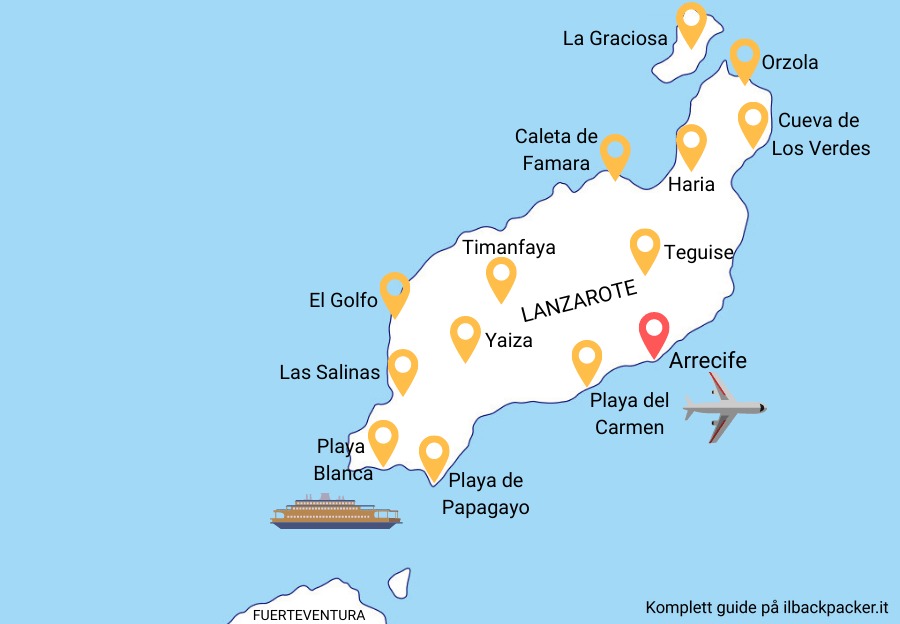 La Graciosa
Orzola
Cueva de
Los Verdes
Caleta de
Famara
Haria
Timanfaya
Teguise
El Golfo
LANZAROTE
Yaiza
Arrecife
Las Salinas
Playa del
Carmen
Playa
Blanca
Playa de
Papagayo
Komplett guide på ilbackpacker.it
FUERTEVENTURA